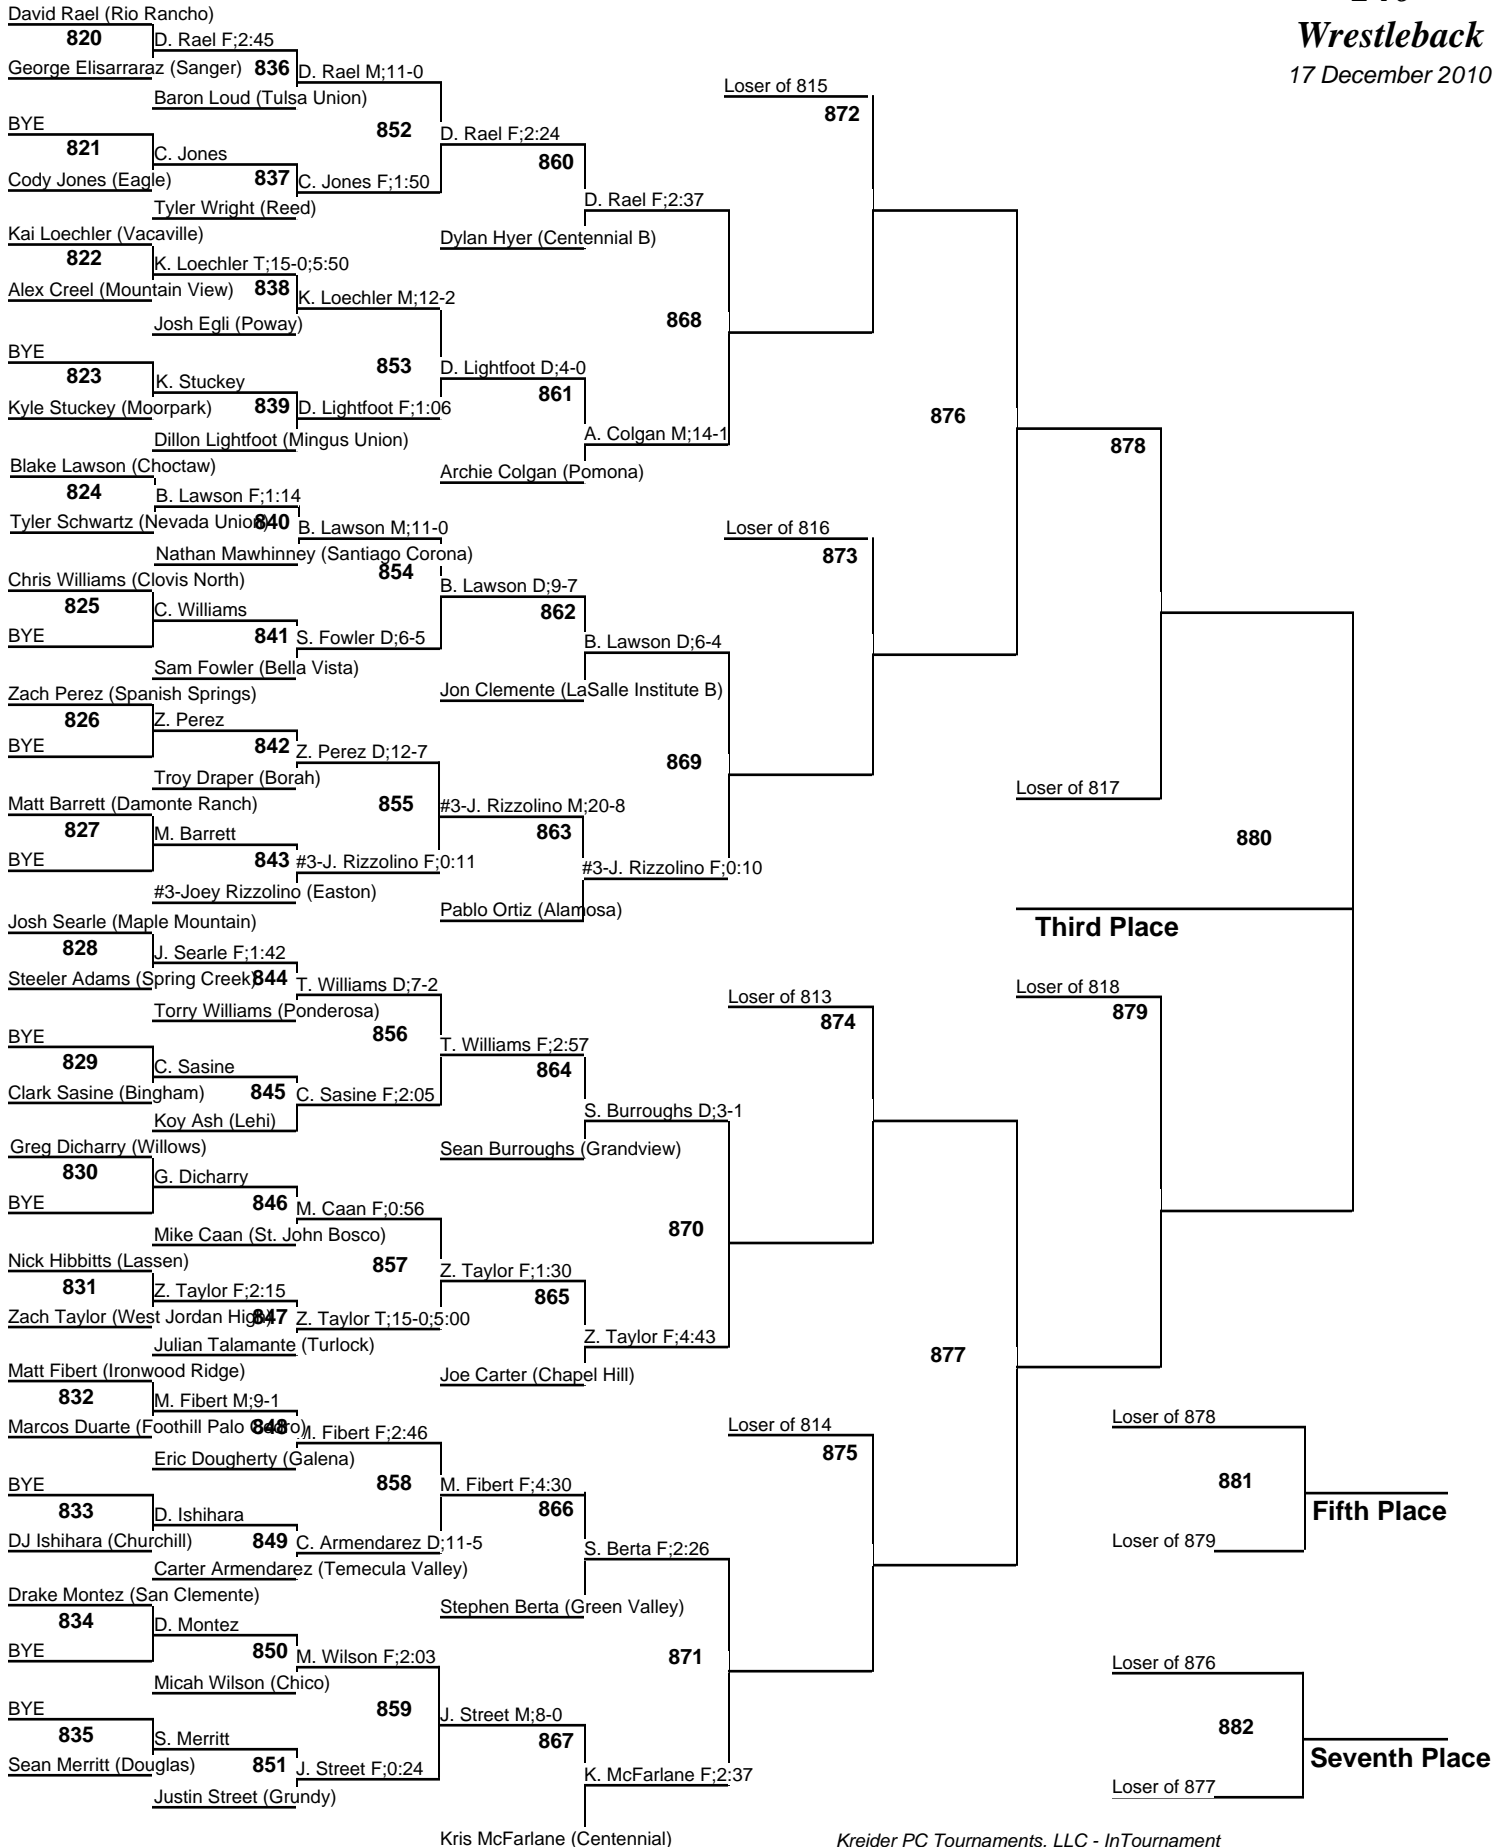 Wrestleback
17 December 2010
David Rael (Rio Rancho)
820
D. Rael F;2:45
George Elisarraraz (Sanger)
836
D. Rael M;11-0
Baron Loud (Tulsa Union)
BYE
852
D. Rael F;2:24
821
C. Jones
860
Cody Jones (Eagle)
837
C. Jones F;1:50
D. Rael F;2:37
Tyler Wright (Reed)
Kai Loechler (Vacaville)
Dylan Hyer (Centennial B)
822
K. Loechler T;15-0;5:50
Alex Creel (Mountain View)
838
K. Loechler M;12-2
Josh Egli (Poway)
868
BYE
853
D. Lightfoot D;4-0
823
K. Stuckey
861
Kyle Stuckey (Moorpark)
839
D. Lightfoot F;1:06
Dillon Lightfoot (Mingus Union)
A. Colgan M;14-1
Archie Colgan (Pomona)
Loser of 815
872
876
878
Blake Lawson (Choctaw)
824
B. Lawson F;1:14
Tyler Schwartz (Nevada Union)
840
B. Lawson M;11-0
Nathan Mawhinney (Santiago Corona)
854
Chris Williams (Clovis North)
B. Lawson D;9-7
825
C. Williams
862
BYE
841
S. Fowler D;6-5
B. Lawson D;6-4
Sam Fowler (Bella Vista)
Zach Perez (Spanish Springs)
Jon Clemente (LaSalle Institute B)
826
Z. Perez
BYE
842
Z. Perez D;12-7
869
Troy Draper (Borah)
Matt Barrett (Damonte Ranch)
855
#3-J. Rizzolino M;20-8
827
M. Barrett
863
BYE
843
#3-J. Rizzolino F;0:11
#3-J. Rizzolino F;0:10
#3-Joey Rizzolino (Easton)
Pablo Ortiz (Alamosa)
Loser of 816
873
Loser of 817
880
Third Place
Josh Searle (Maple Mountain)
828
J. Searle F;1:42
Steeler Adams (Spring Creek)
844
T. Williams D;7-2
Torry Williams (Ponderosa)
856
BYE
T. Williams F;2:57
829
C. Sasine
864
Clark Sasine (Bingham)
845
C. Sasine F;2:05
S. Burroughs D;3-1
Koy Ash (Lehi)
Greg Dicharry (Willows)
Sean Burroughs (Grandview)
830
G. Dicharry
BYE
846
M. Caan F;0:56
870
Mike Caan (St. John Bosco)
Nick Hibbitts (Lassen)
857
Z. Taylor F;1:30
831
Z. Taylor F;2:15
865
Zach Taylor (West Jordan High)
847
Z. Taylor T;15-0;5:00
Z. Taylor F;4:43
Julian Talamante (Turlock)
Joe Carter (Chapel Hill)
Loser of 813
874
Loser of 818
879
877
Matt Fibert (Ironwood Ridge)
832
M. Fibert M;9-1
Marcos Duarte (Foothill Palo Cedro)
848
M. Fibert F;2:46
Eric Dougherty (Galena)
858
BYE
M. Fibert F;4:30
833
D. Ishihara
866
DJ Ishihara (Churchill)
849
C. Armendarez D;11-5
S. Berta F;2:26
Carter Armendarez (Temecula Valley)
Drake Montez (San Clemente)
Stephen Berta (Green Valley)
834
D. Montez
BYE
850
M. Wilson F;2:03
871
Micah Wilson (Chico)
BYE
859
J. Street M;8-0
835
S. Merritt
867
Sean Merritt (Douglas)
851
J. Street F;0:24
K. McFarlane F;2:37
Justin Street (Grundy)
Kris McFarlane (Centennial)
Loser of 814
875
Loser of 878
881
Fifth Place
Loser of 879
Loser of 876
882
Seventh Place
Loser of 877
Kreider PC Tournaments, LLC - InTournament